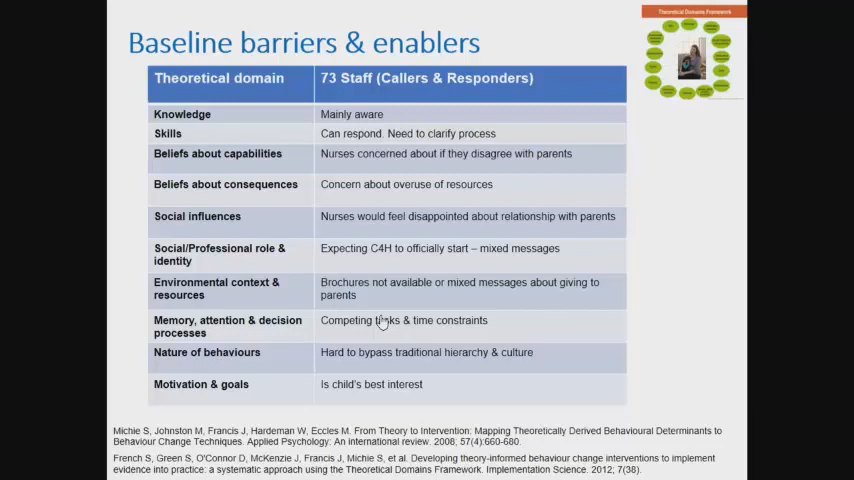 Theoretical Domains Framework
Baseline barriers & enablers
Theoretical domain 73 Staff (Callers & Responders)
Knowledge Mainly aware
Skills Can respond. Need to clarify process
Beliefs about capabilities Nurses concerned about if they disagree with parents
Beliefs about consequences Concern about overuse of resources
Social influences Nurses would feel disappointed about relationship with parents
Social/Professional role & Expecting C4H to officially start – mixed messages
identity
Environmental context & Brochures not available or mixed messages about giving to
resources parents
Memory, attention & decision Competing & time constraints
processes
Nature of behaviours Hard to bypass traditional hierarchy & culture
Motivation & goals Is child's best interest
Michie S, Johnston M, Francis J, Hardeman W, Eccles M. From Theory to Intervention: Mapping Theoretically Derived Behavioural Determinants to
Behaviour Change Techniques. Applied Psychology: An international review. 2008; 57(4):660-680.
French S, Green S, O'Connor D, McKenzie J, Francis J, Michie S, et al. Developing theory-informed behaviour change interventions to implement
evidence into practice: a systematic approach using the Theoretical Domains Framework. Implementation Science. 2012; 7(38).